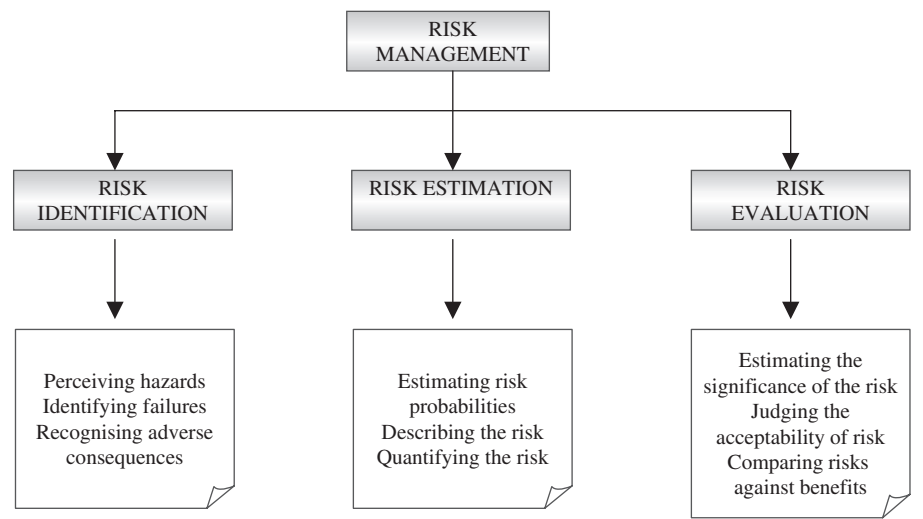 RISK
MANAGEMENT
RISK
IDENTIFICATION
RISK ESTIMATION
RISK
EVALUATION
Perceiving hazards
Identifying failures
Recognising adverse
consequences
Estimating risk
probabilities
Describing the risk
Quantifying the risk
Estimating the
significance of the risk
Judging the
acceptability of risk
Comparing risks
against benefits